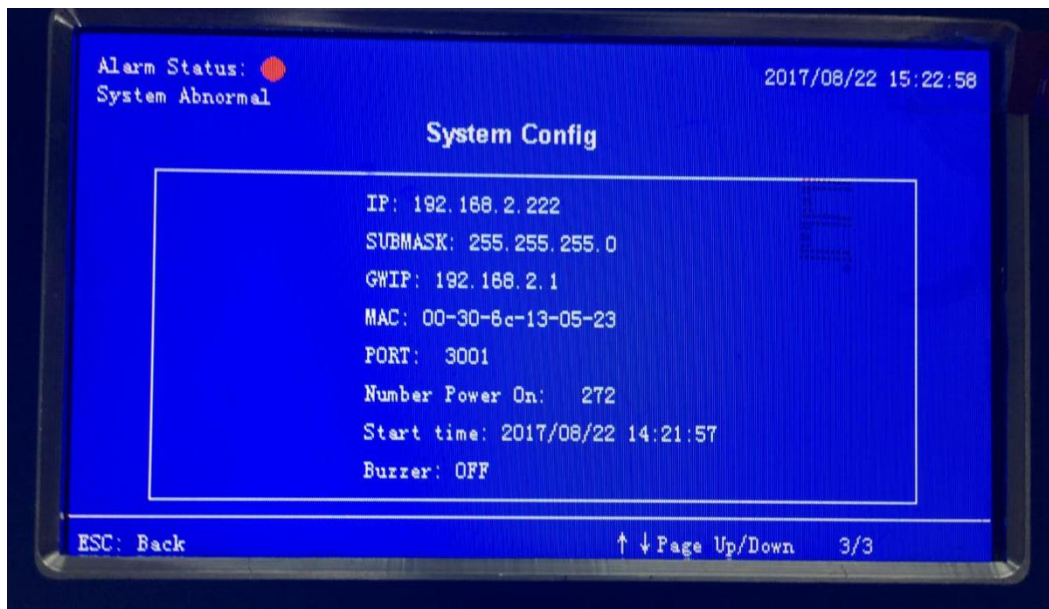 Alarm Status:
2017/08/22 15:22:58
System Abnormal
System Config
IP: 192.168.2.222
SUBMASK: 255.255.255.0
GWIP: 192.168.2.1
MAC: 00-30-6c-13-05-23
PORT: 3001
Number Power On: 272
Start time: 2017/08/22 14:21:57
Buzzer: OFF
ESC: Back
↑ ↓ Page Up/Down 3/3